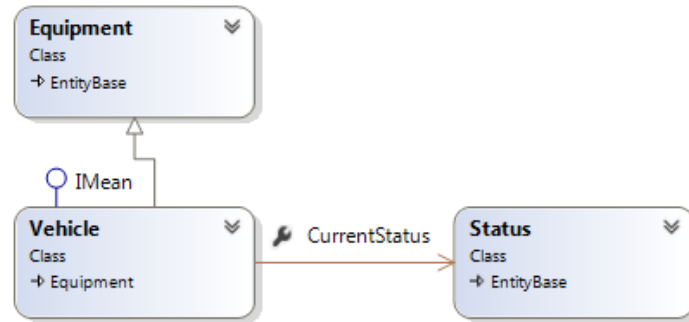 Equipment
Class
EntityBase
IMean
Vehicle
Class
Equipment
CurrentStatus
Status
Class
EntityBase